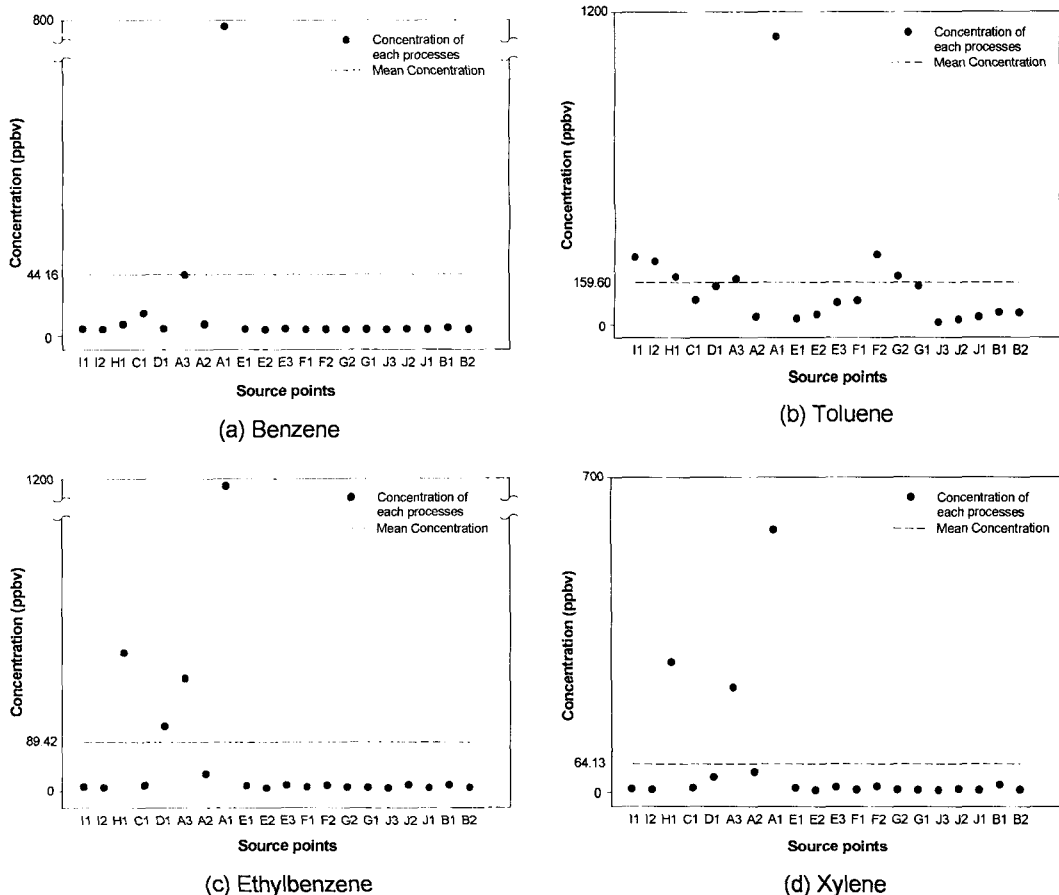 800
Concentration of
each processes
Mean Concentration
Concentration (ppbv)
44 16
0
I1 I2 H1 C1 D1 A3 A2 A1 E1 E2 E3 F1 F2 G2 G1 J3 J2 J1 B1 B2
Source points
(a) Benzene
1200
Concentration of
each processes
Mean Concentration
Concentration (ppbv)
159.60
0
I1 I2 H1 C1 D1 A3 A2 A1 E1 E2 E3 F1 F2 G2 G1 J3 J2 J1 B1 B2
Source points
(b) Toluene
1200
Concentration of
each processes
Mean Concentration
Concentration (ppbv)
89 42
0
I1 I2 H1 C1 D1 A3 A2 A1 E1 E2 E3 F1 F2 G2 G1 J3 J2 J1 B1 B2
Source points
(c) Ethylbenzene
700
Concentration of
each processes
Mean Concentration
Concentration (ppbv)
64.13
0
I1 I2 H1 C1 D1 A3 A2 A1 E1 E2 E3 F1 F2 G2 G1 J3 J2 J1 B1 B2
Source points
(d) Xylene